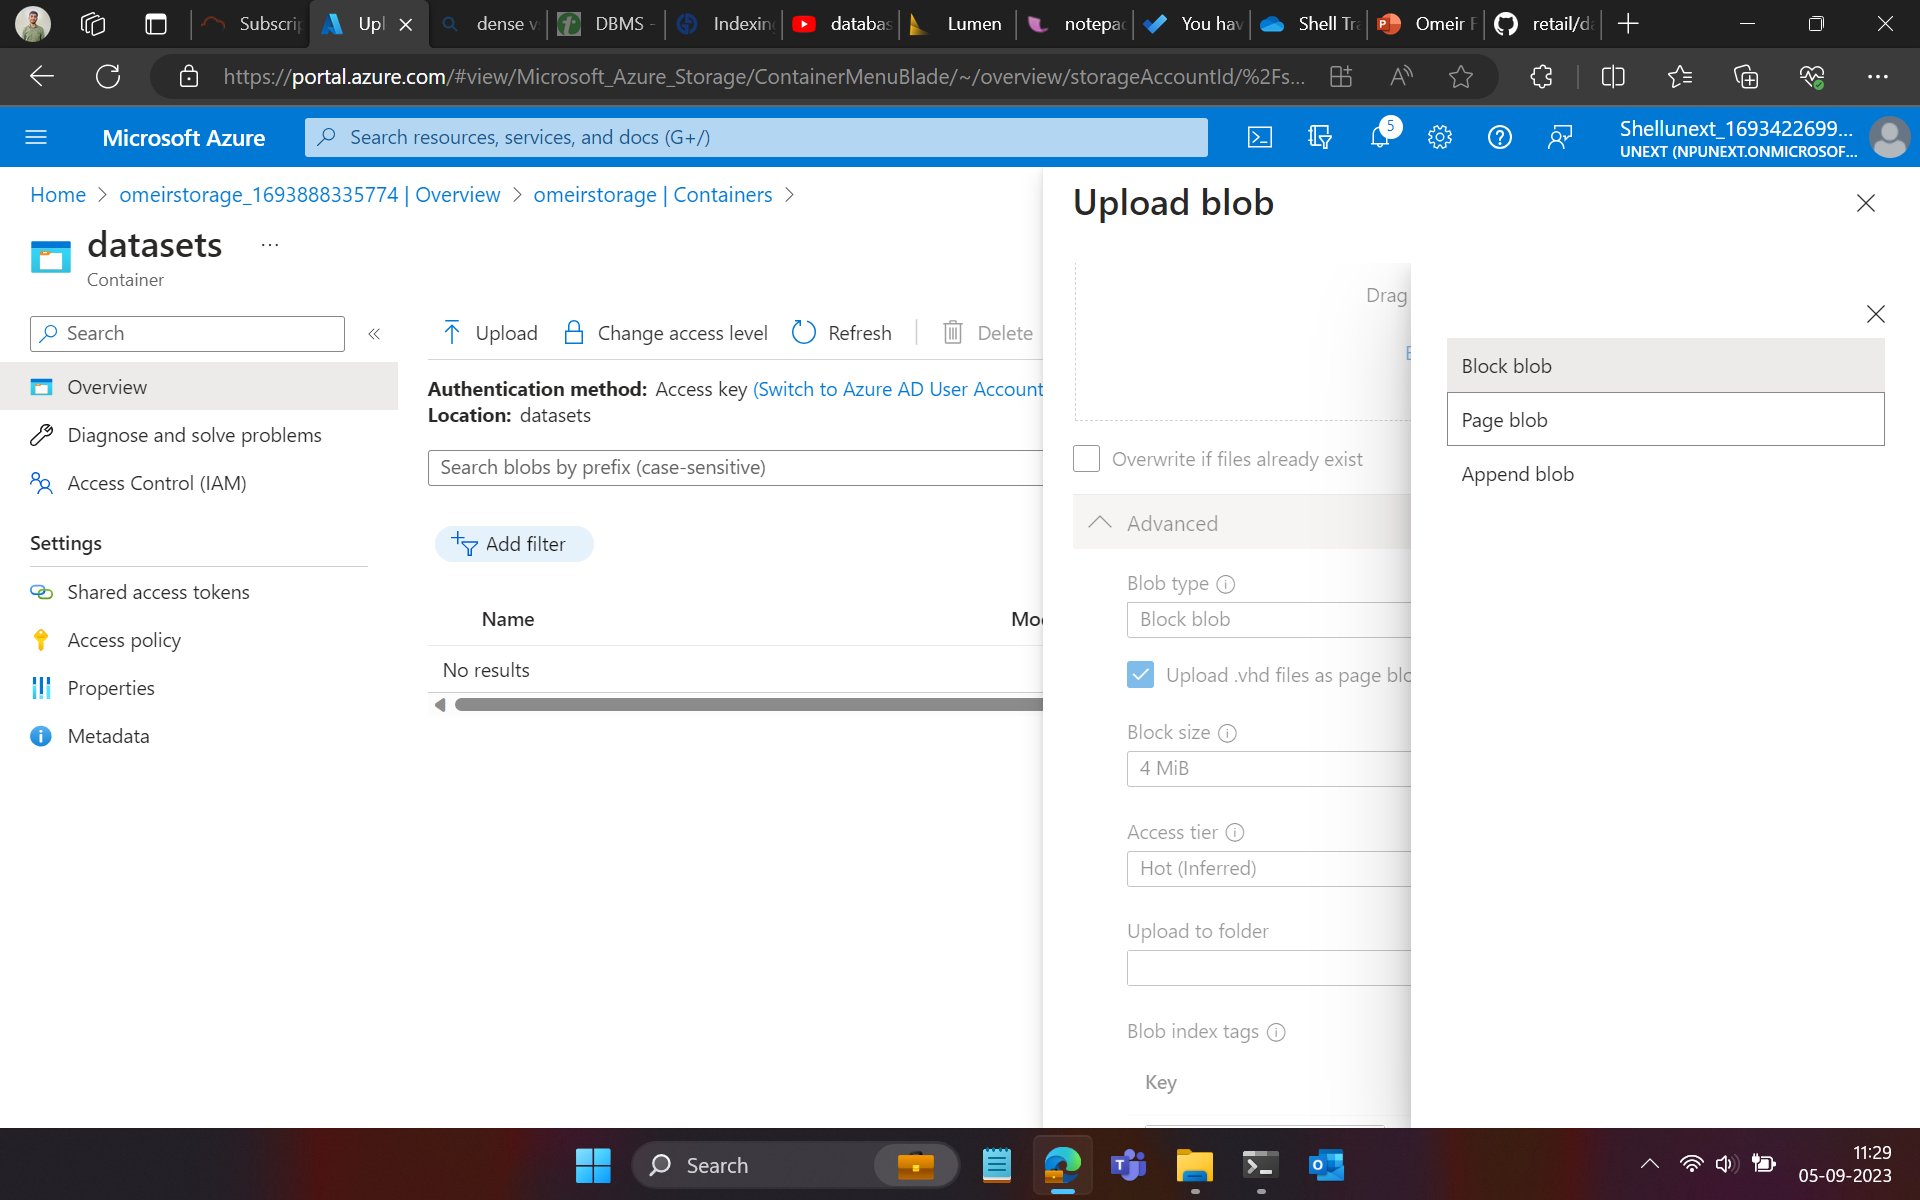 Subscrip
Upl
dense v
DBMS -
Indexin
databas
Lumen
notepad
You hav
Shell Tra
Omeir F
retail/da
https://portal.azure.com/#view/Microsoft_Azure_Storage/ContainerMenuBlade/~/overview/storageAccountId/%2Fs...
Microsoft Azure
Search resources, services, and docs (G+/)
5
Shellunext_1693422699...
UNEXT (NPUNEXT.ONMICROSOF...
Home > omeirstorage_1693888335774 | Overview > omeirstorage | Containers >
datasets ...
Container
Search
Overview
Diagnose and solve problems
Access Control (IAM)
Settings
Shared access tokens
Access policy
Properties
Metadata
Upload
Change access level
Refresh
Delete
Authentication method: Access key (Switch to Azure AD User Account
Location: datasets
Search blobs by prefix (case-sensitive)
Add filter
Name
Mo
No results
Upload blob
Drag
Overwrite if files already exist
Advanced
Blob type
Block blob
Upload .vhd files as page blo
Block size
4 MiB
Access tier
Hot (Inferred)
Upload to folder
Blob index tags
Key
Block blob
Page blob
Append blob
Search
11:29
05-09-2023